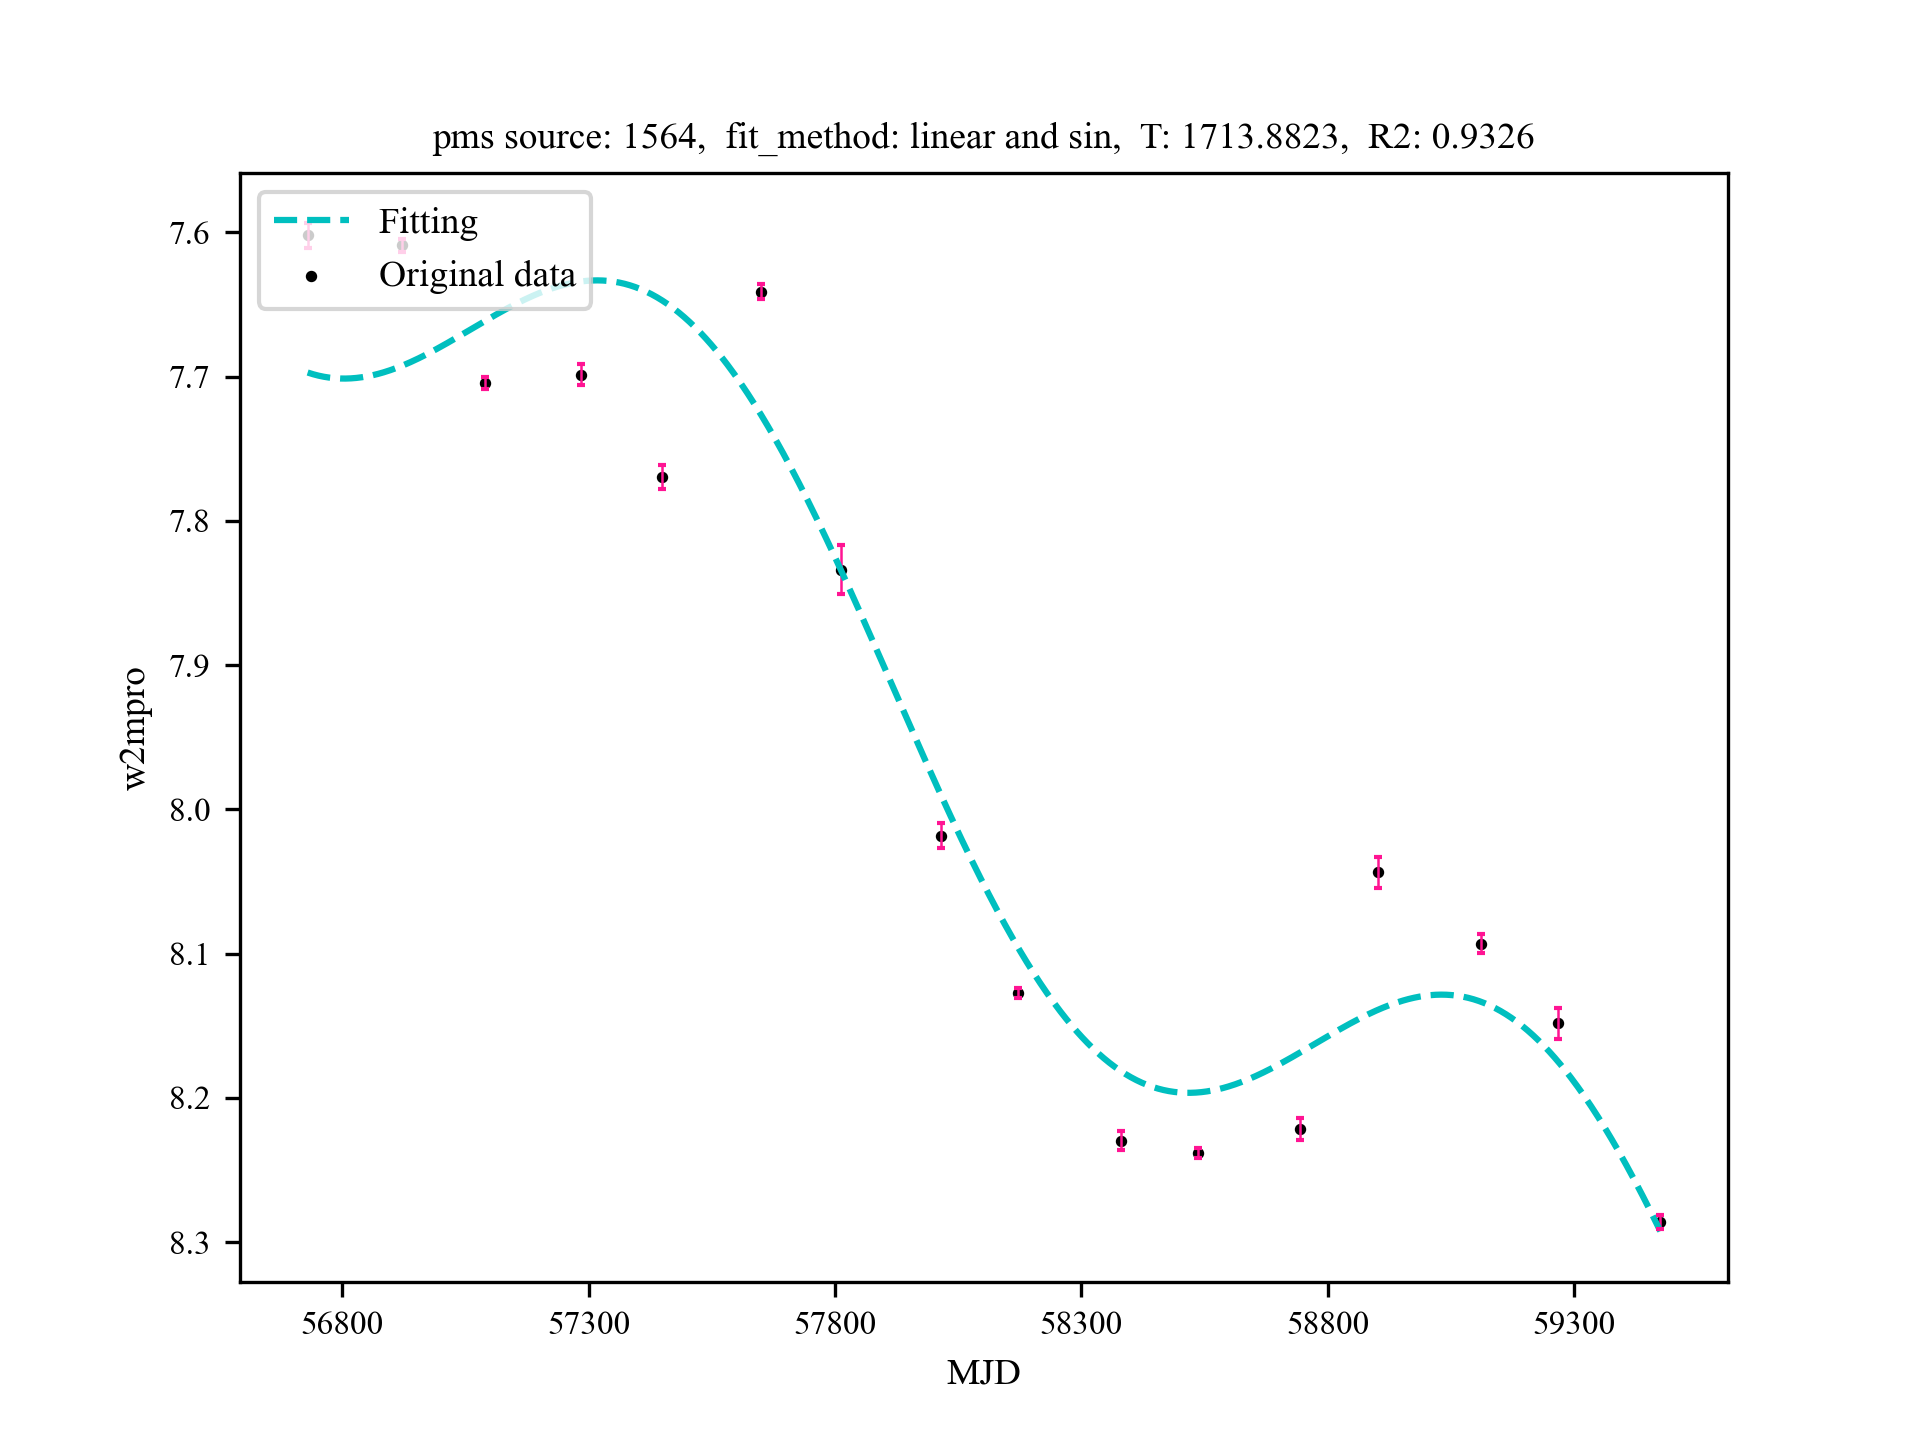 pms source: 1564,  fit_method: linear and sin,  T: 1713.8823,  R2: 0.9326
Fitting
Original data
7.6
7.7
7.8
7.9
8.0
8.1
8.2
8.3
w2mpro
56800 57300 57800 58300 58800 59300
MJD